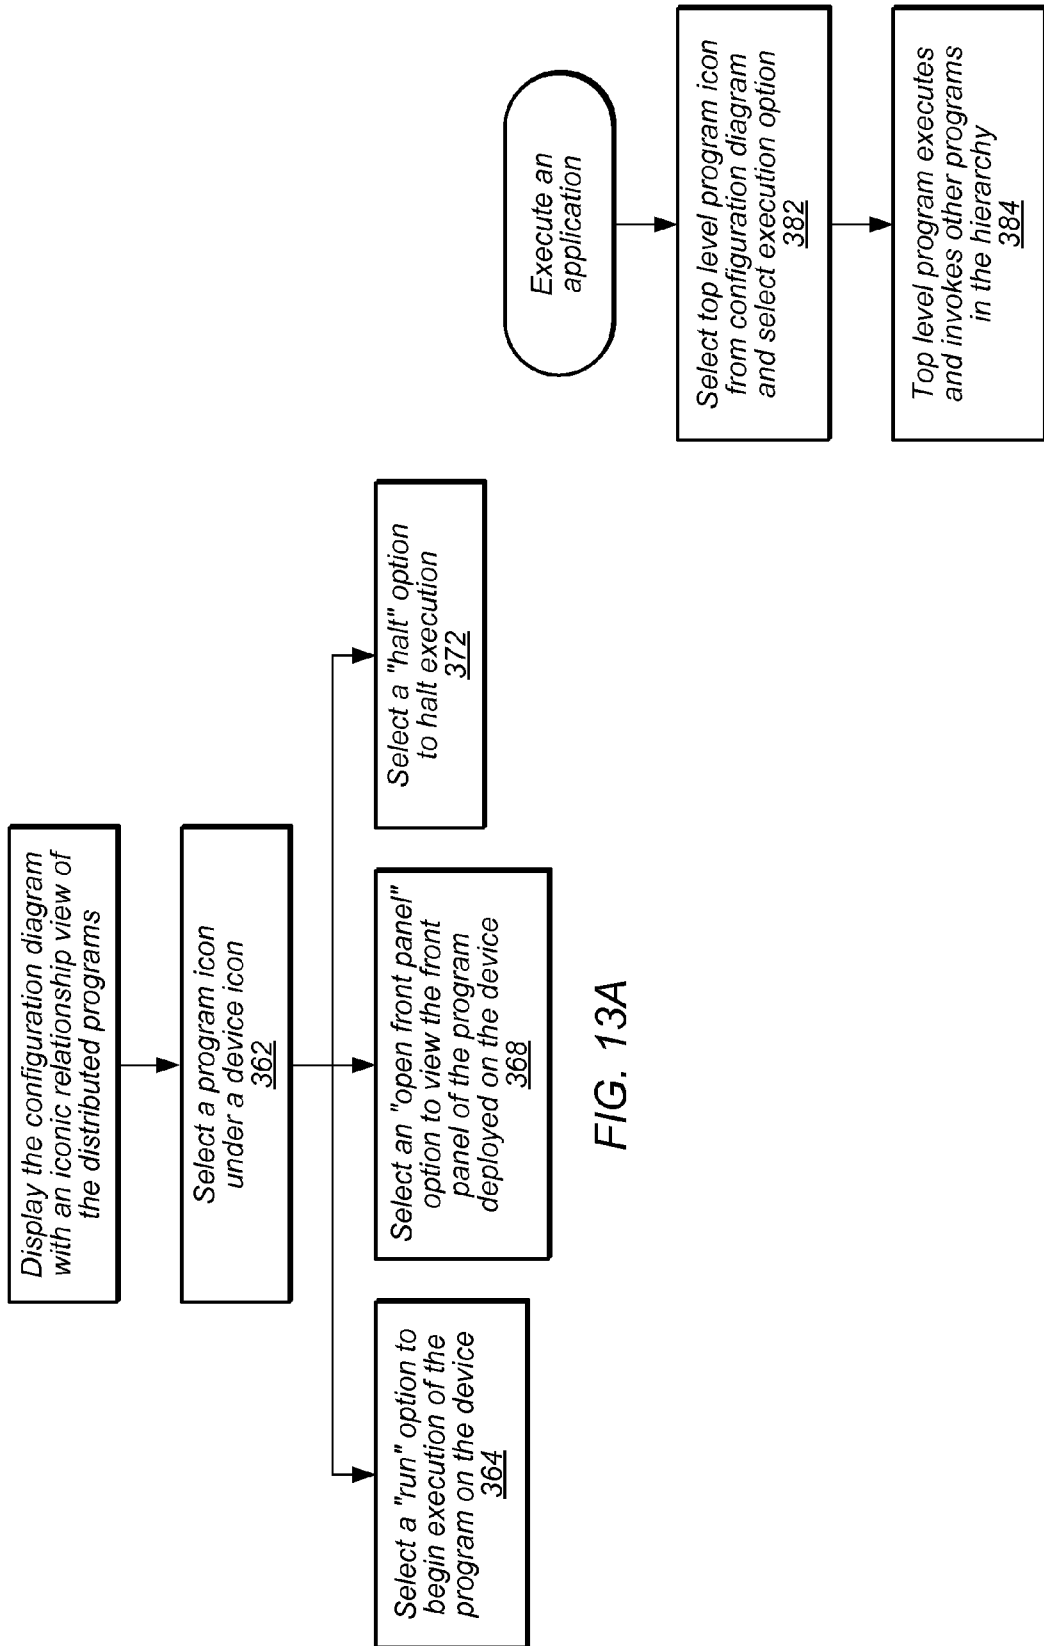 Display the configuration diagram
with an iconic relationship view of
the distributed programs
Select a program icon
under a device icon
362
Select a "run" option to
begin execution of the
program on the device
364
Select an "open front panel"
option to view the front
panel of the program
deployed on the device
368
Select a "halt" option
to halt execution
372
FIG. 13A
Execute an
application
Select top level program icon
from configuration diagram
and select execution option
382
Top level program executes
and invokes other programs
in the hierarchy
384